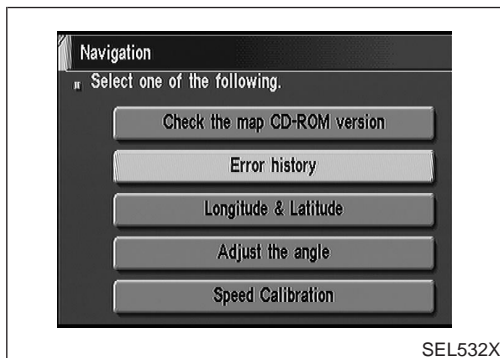 Navigation
Select one of the following.
Check the map CD-ROM version
Error history
Longitude & Latitude
Adjust the angle
Speed Calibration
SEL532X